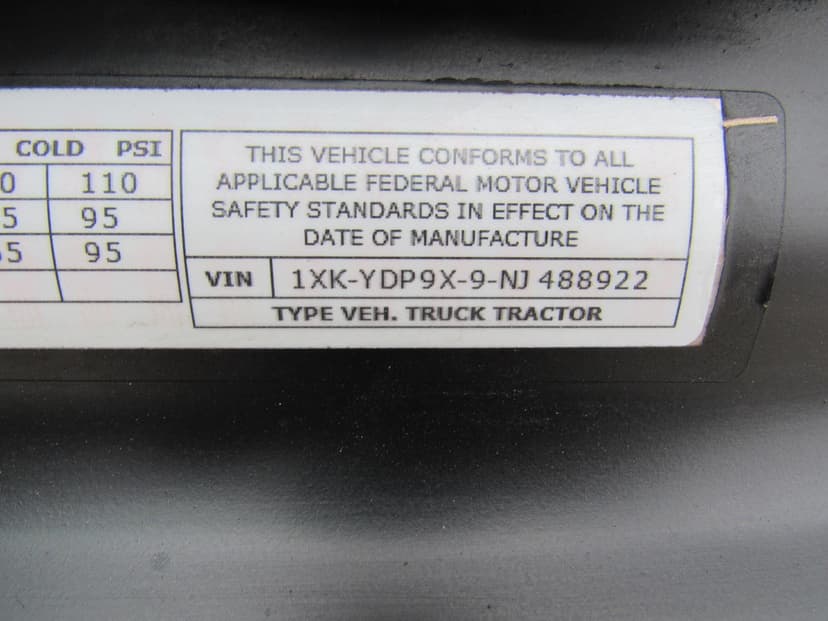 COLD PSI
0 110
5 95
5 95
THIS VEHICLE CONFORMS TO ALL
APPLICABLE FEDERAL MOTOR VEHICLE
SAFETY STANDARDS IN EFFECT ON THE
DATE OF MANUFACTURE
VIN 1XK-YDP9X-9-NJ 488922
TYPE VEH. TRUCK TRACTOR